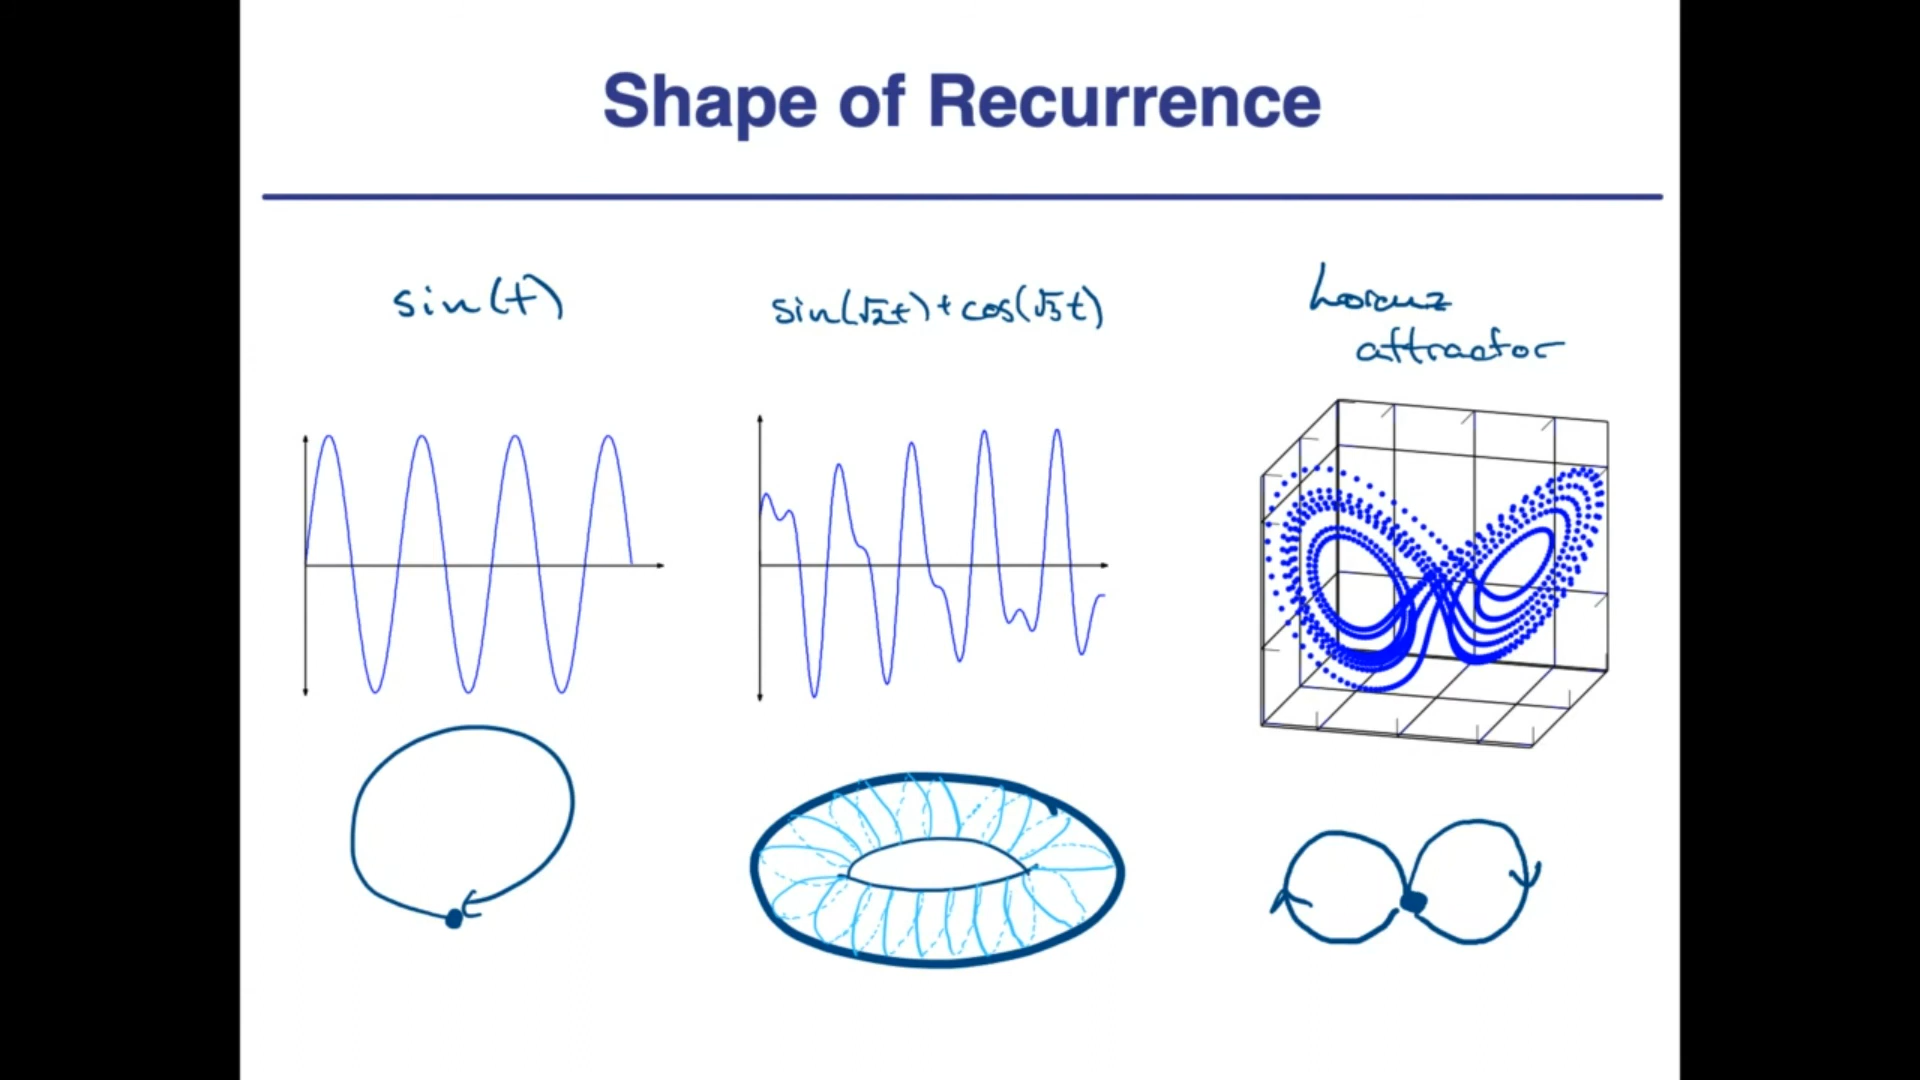 Shape of Recurrence
sin(t)
sin(√2t)+cos(√3t)
Lorenz
attractor